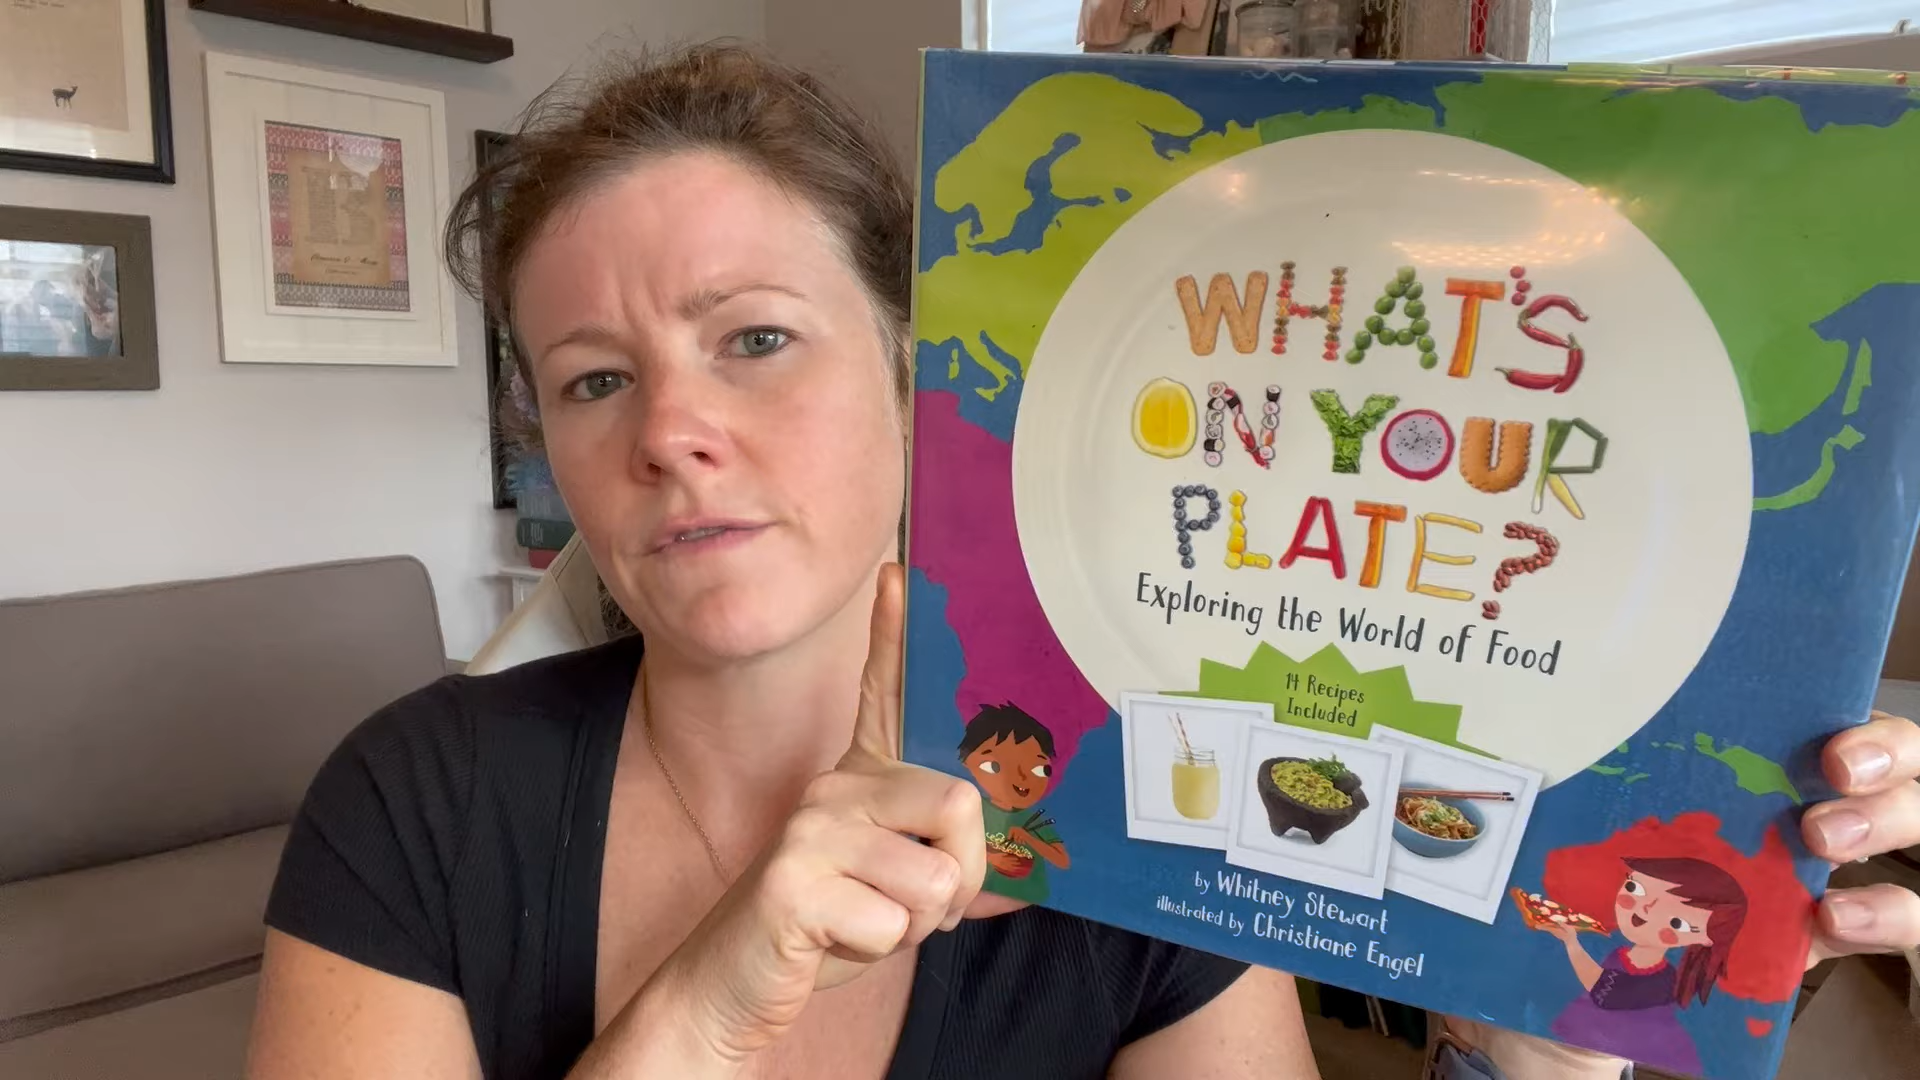 WHAT'S
ON YOUR
PLATE?
Exploring the World of Food
14 Recipes
Included
by Whitney Stewart
illustrated by Christiane Engel